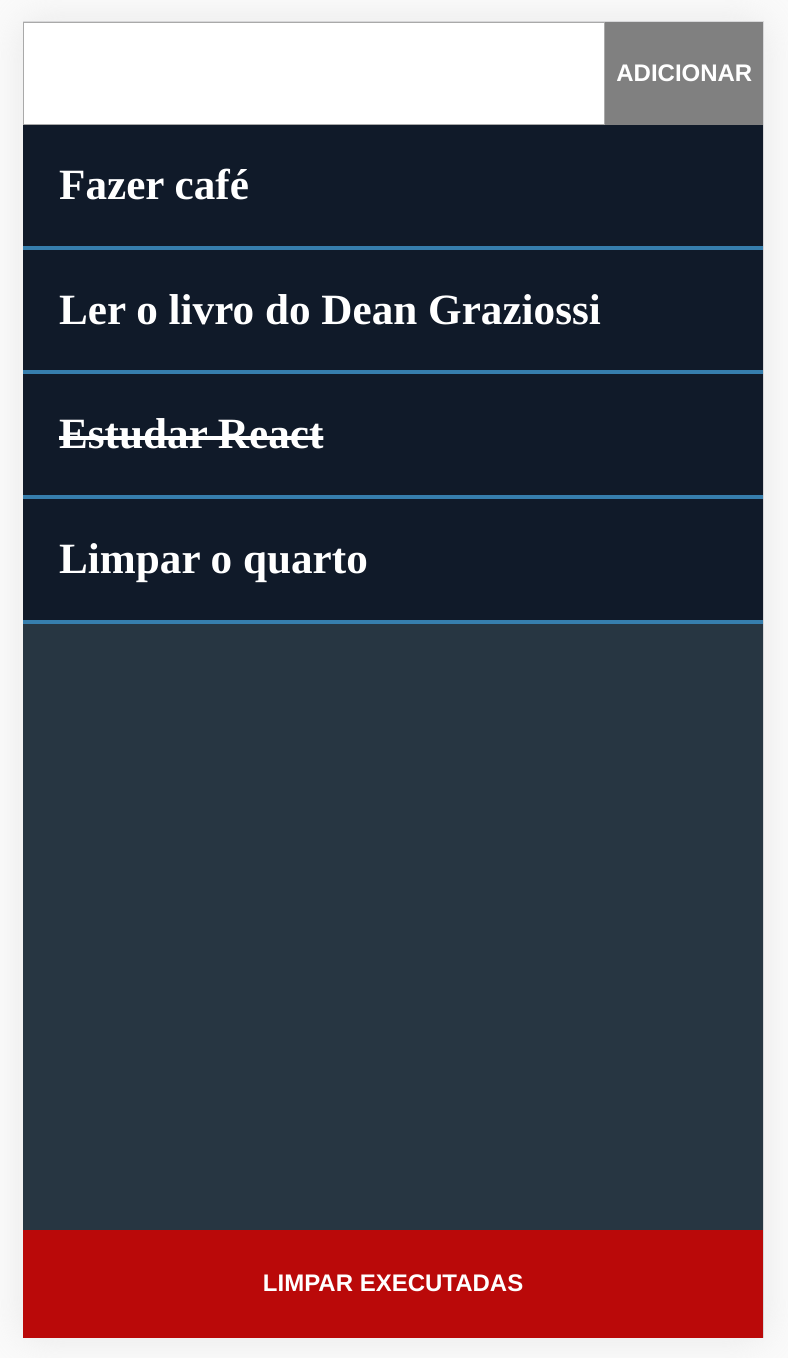 ADICIONAR
Fazer café
Ler o livro do Dean Graziossi
Estudar React
Limpar o quarto
LIMPAR EXECUTADAS